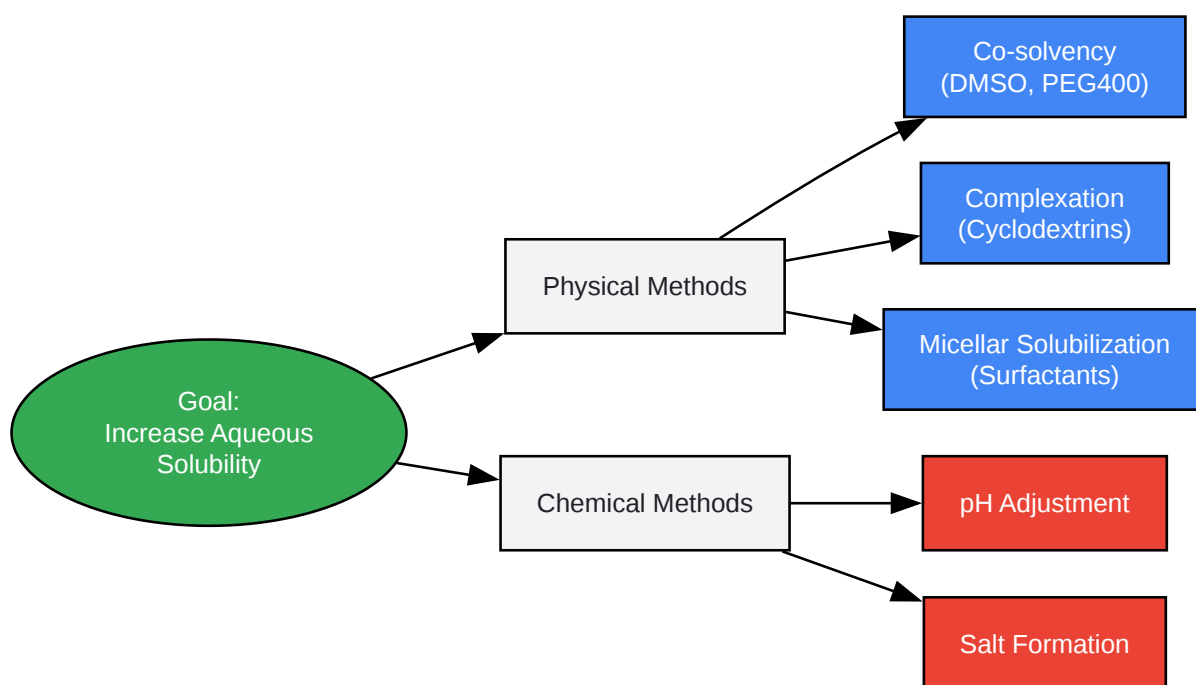 Goal:
Increase Aqueous
Solubility
Physical Methods
Chemical Methods
Co-solvency
(DMSO, PEG400)
Complexation
(Cyclodextrins)
Micellar Solubilization
(Surfactants)
pH Adjustment
Salt Formation